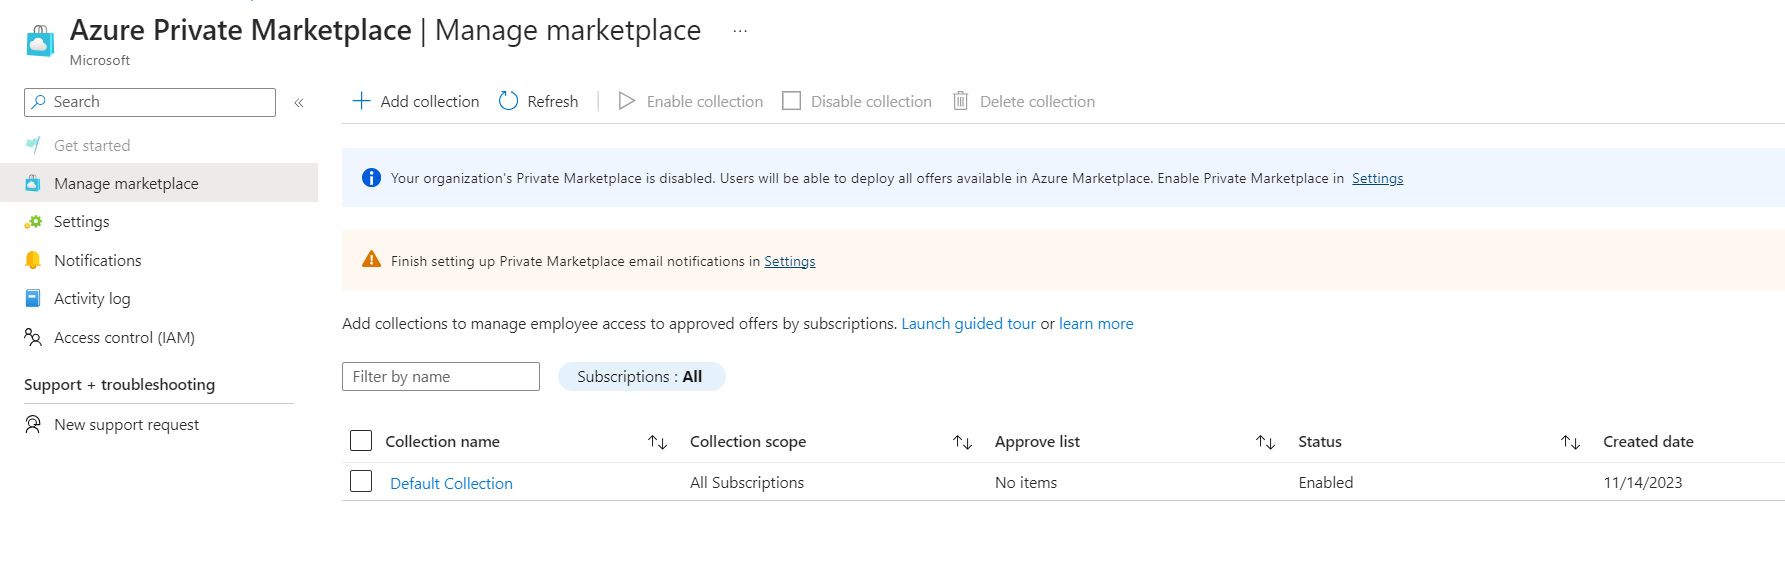 Azure Private Marketplace | Manage marketplace ...
Microsoft
Search «
Add collection Refresh Enable collection Disable collection Delete collection
Get started
Manage marketplace
Settings
Notifications
Activity log
Access control (IAM)
Support + troubleshooting
New support request
Your organization's Private Marketplace is disabled. Users will be able to deploy all offers available in Azure Marketplace. Enable Private Marketplace in Settings
Finish setting up Private Marketplace email notifications in Settings
Add collections to manage employee access to approved offers by subscriptions. Launch guided tour or learn more
Filter by name Subscriptions : All
Collection name Collection scope Approve list Status Created date
Default Collection All Subscriptions No items Enabled 11/14/2023